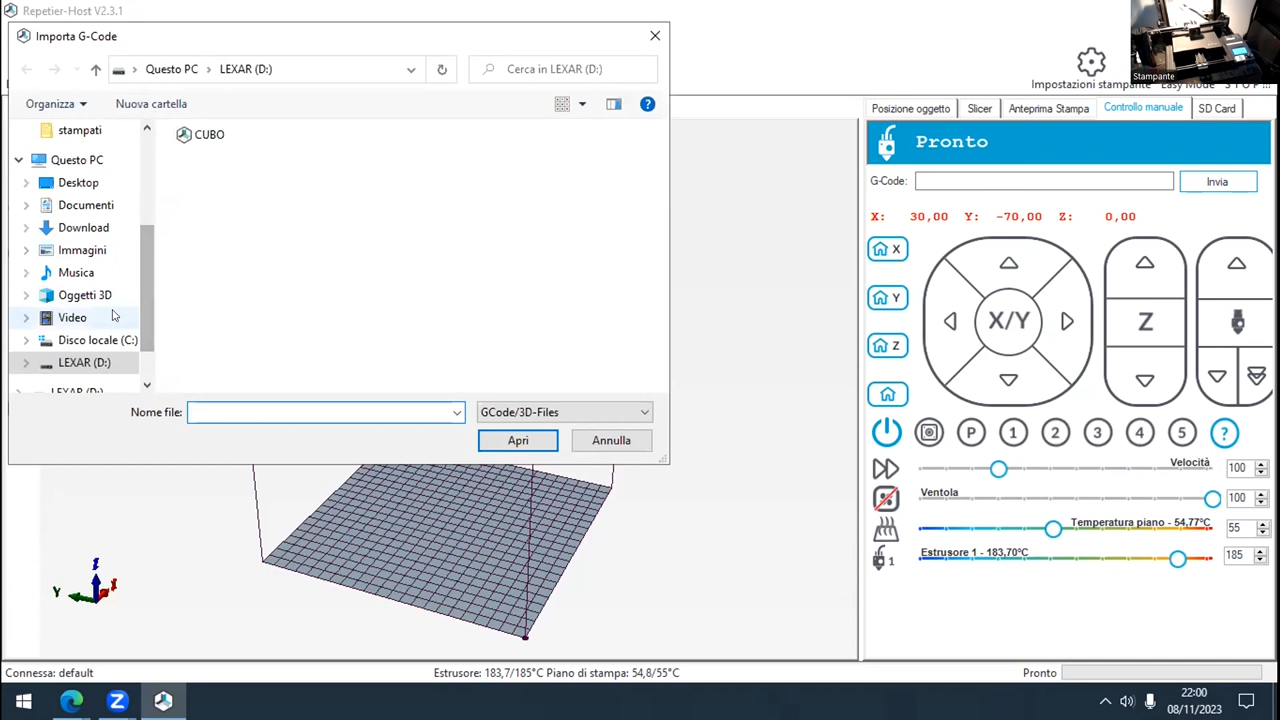 Repetier-Host V2.3.1
Importa G-Code
Questo PC
LEXAR (D:)
Cerca in LEXAR (D:)
Organizza
Nuova cartella
stampati
Questo PC
Desktop
Documenti
Download
Immagini
Musica
Oggetti 3D
Video
Disco locale (C:)
LEXAR (D:)
LEXAR (D:)
CUBO
Nome file:
GCode/3D-Files
Apri
Annulla
Stampante
Impostazioni stampante
Easy Mode
Posizione oggetto
Slicer
Anteprima Stampa
Controllo manuale
SD Card
Pronto
G-Code:
Invia
X: 30,00 Y: -70,00 Z: 0,00
X
Y
Z
X/Y
Z
P 1 2 3 4 5 ?
Velocità
100
Ventola
100
Temperatura piano - 54,77°C
55
1
Estrusore 1 - 183,70°C
185
Z
Y
X
Connessa: default
Estrusore: 183,7/185°C Piano di stampa: 54,8/55°C
Pronto
22:00
08/11/2023